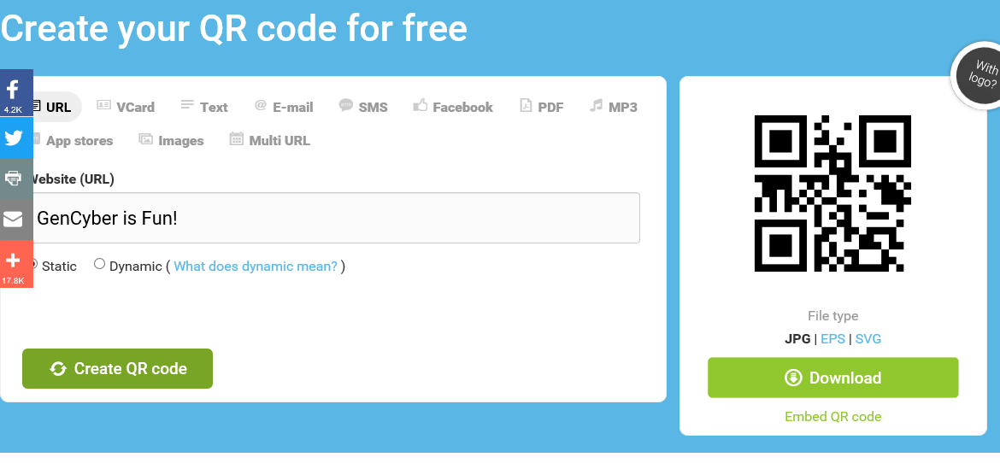 Create your QR code for free
With logo?
4.2K
URL VCard Text E-mail SMS Facebook PDF MP3
App stores Images Multi URL
Website (URL)
GenCyber is Fun!
Static Dynamic ( What does dynamic mean? )
17.8K
Create QR code
File type
JPG | EPS | SVG
Download
Embed QR code